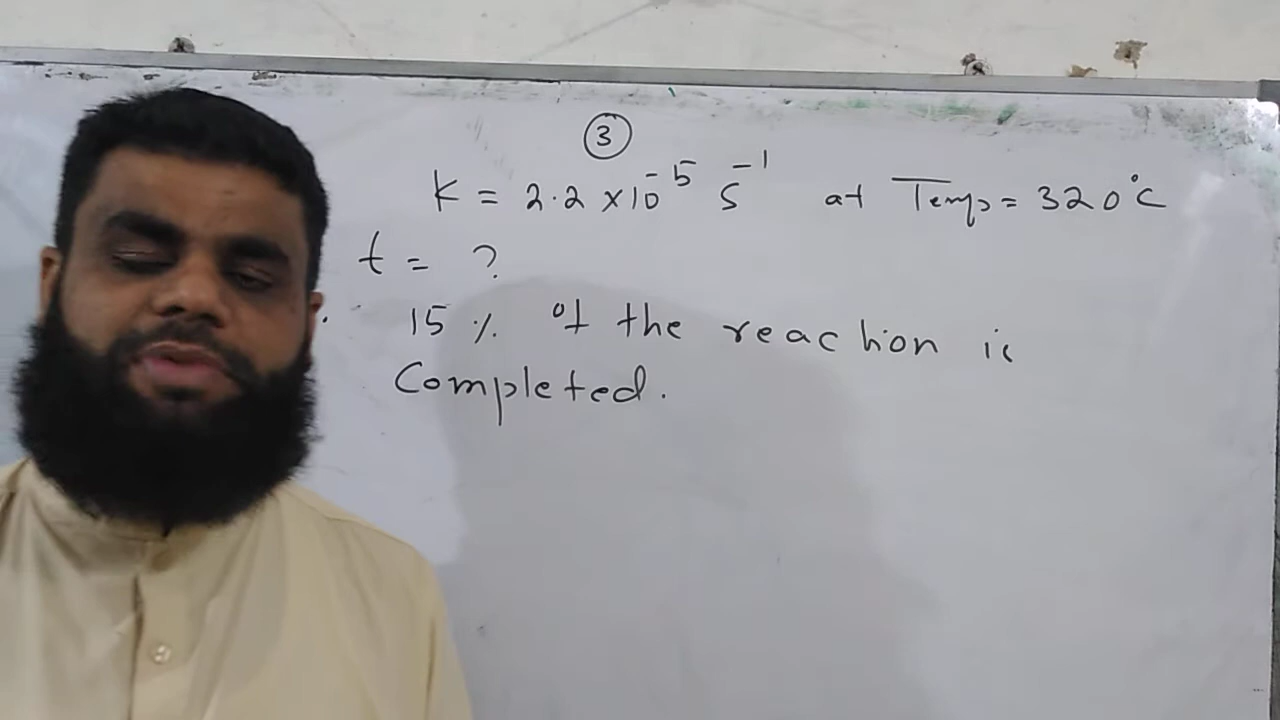 ③
K = 2.2 × 10⁻⁵ S⁻¹ at Temp = 320°C
t = ?
15 % of the reaction is
Completed.